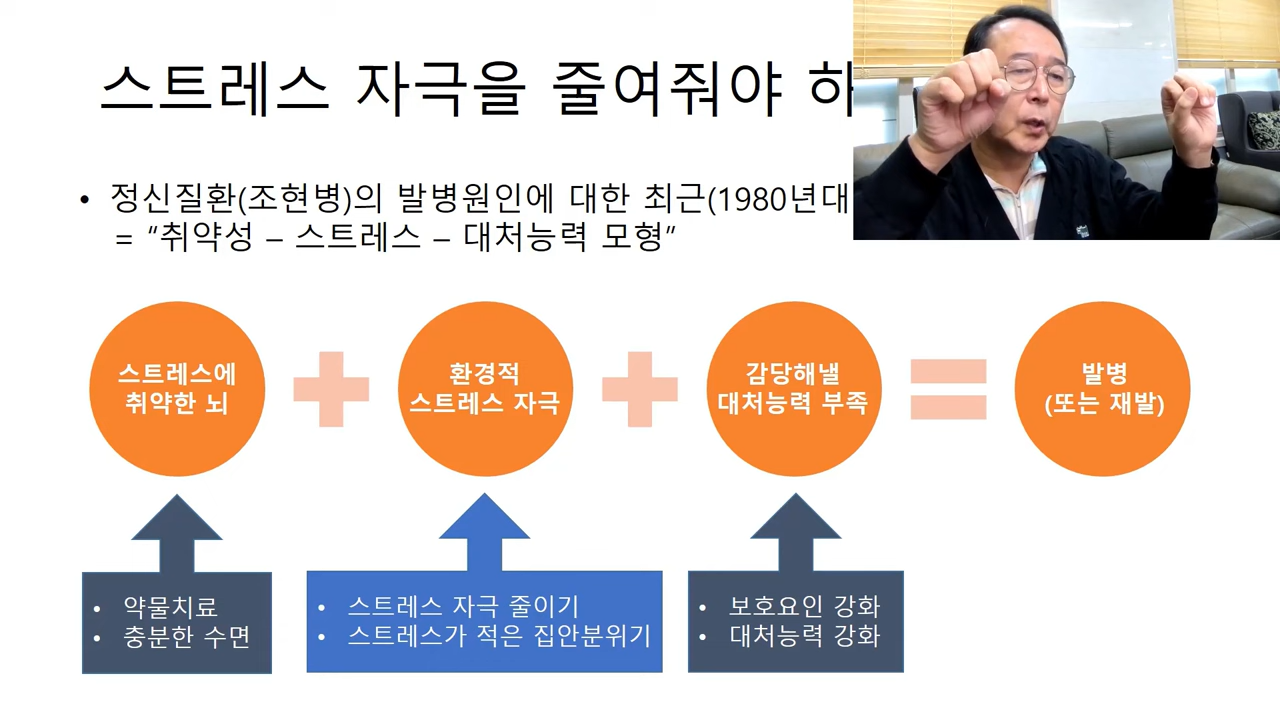 스트레스 자극을 줄여줘야 하
• 정신질환(조현병)의 발병원인에 대한 최근(1980년대
= “취약성 – 스트레스 – 대처능력 모형”
스트레스에
취약한 뇌
환경적
스트레스 자극
감당해낼
대처능력 부족
발병
(또는 재발)
• 약물치료
• 충분한 수면
• 스트레스 자극 줄이기
• 스트레스가 적은 집안분위기
• 보호요인 강화
• 대처능력 강화